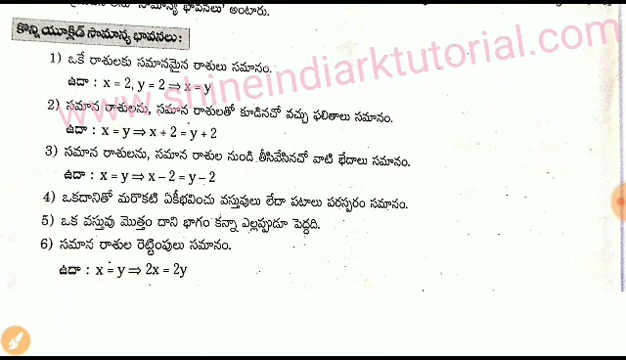 'సామాన్య భావనలు' అంటారు.
కొన్ని యూక్లిడ్ సామాన్య భావనలు:
www.shineindiarktutorial.com
1) ఒకే రాశులకు సమానమైన రాశులు సమానం.
ఉదా : x = 2, y = 2 ⇒ x = y
2) సమాన రాశులను, సమాన రాశులతో కూడినచో వచ్చు ఫలితాలు సమానం.
ఉదా : x = y ⇒ x + 2 = y + 2
3) సమాన రాశులను, సమాన రాశుల నుండి తీసివేసినచో వాటి భేదాలు సమానం.
ఉదా : x = y ⇒ x – 2 = y – 2
4) ఒకదానితో మరొకటి ఏకీభవించు వస్తువులు లేదా పటాలు పరస్పరం సమానం.
5) ఒక వస్తువు మొత్తం దాని భాగం కన్నా ఎల్లప్పుడూ పెద్దది.
6) సమాన రాశుల రెట్టింపులు సమానం.
ఉదా : x = y ⇒ 2x = 2y